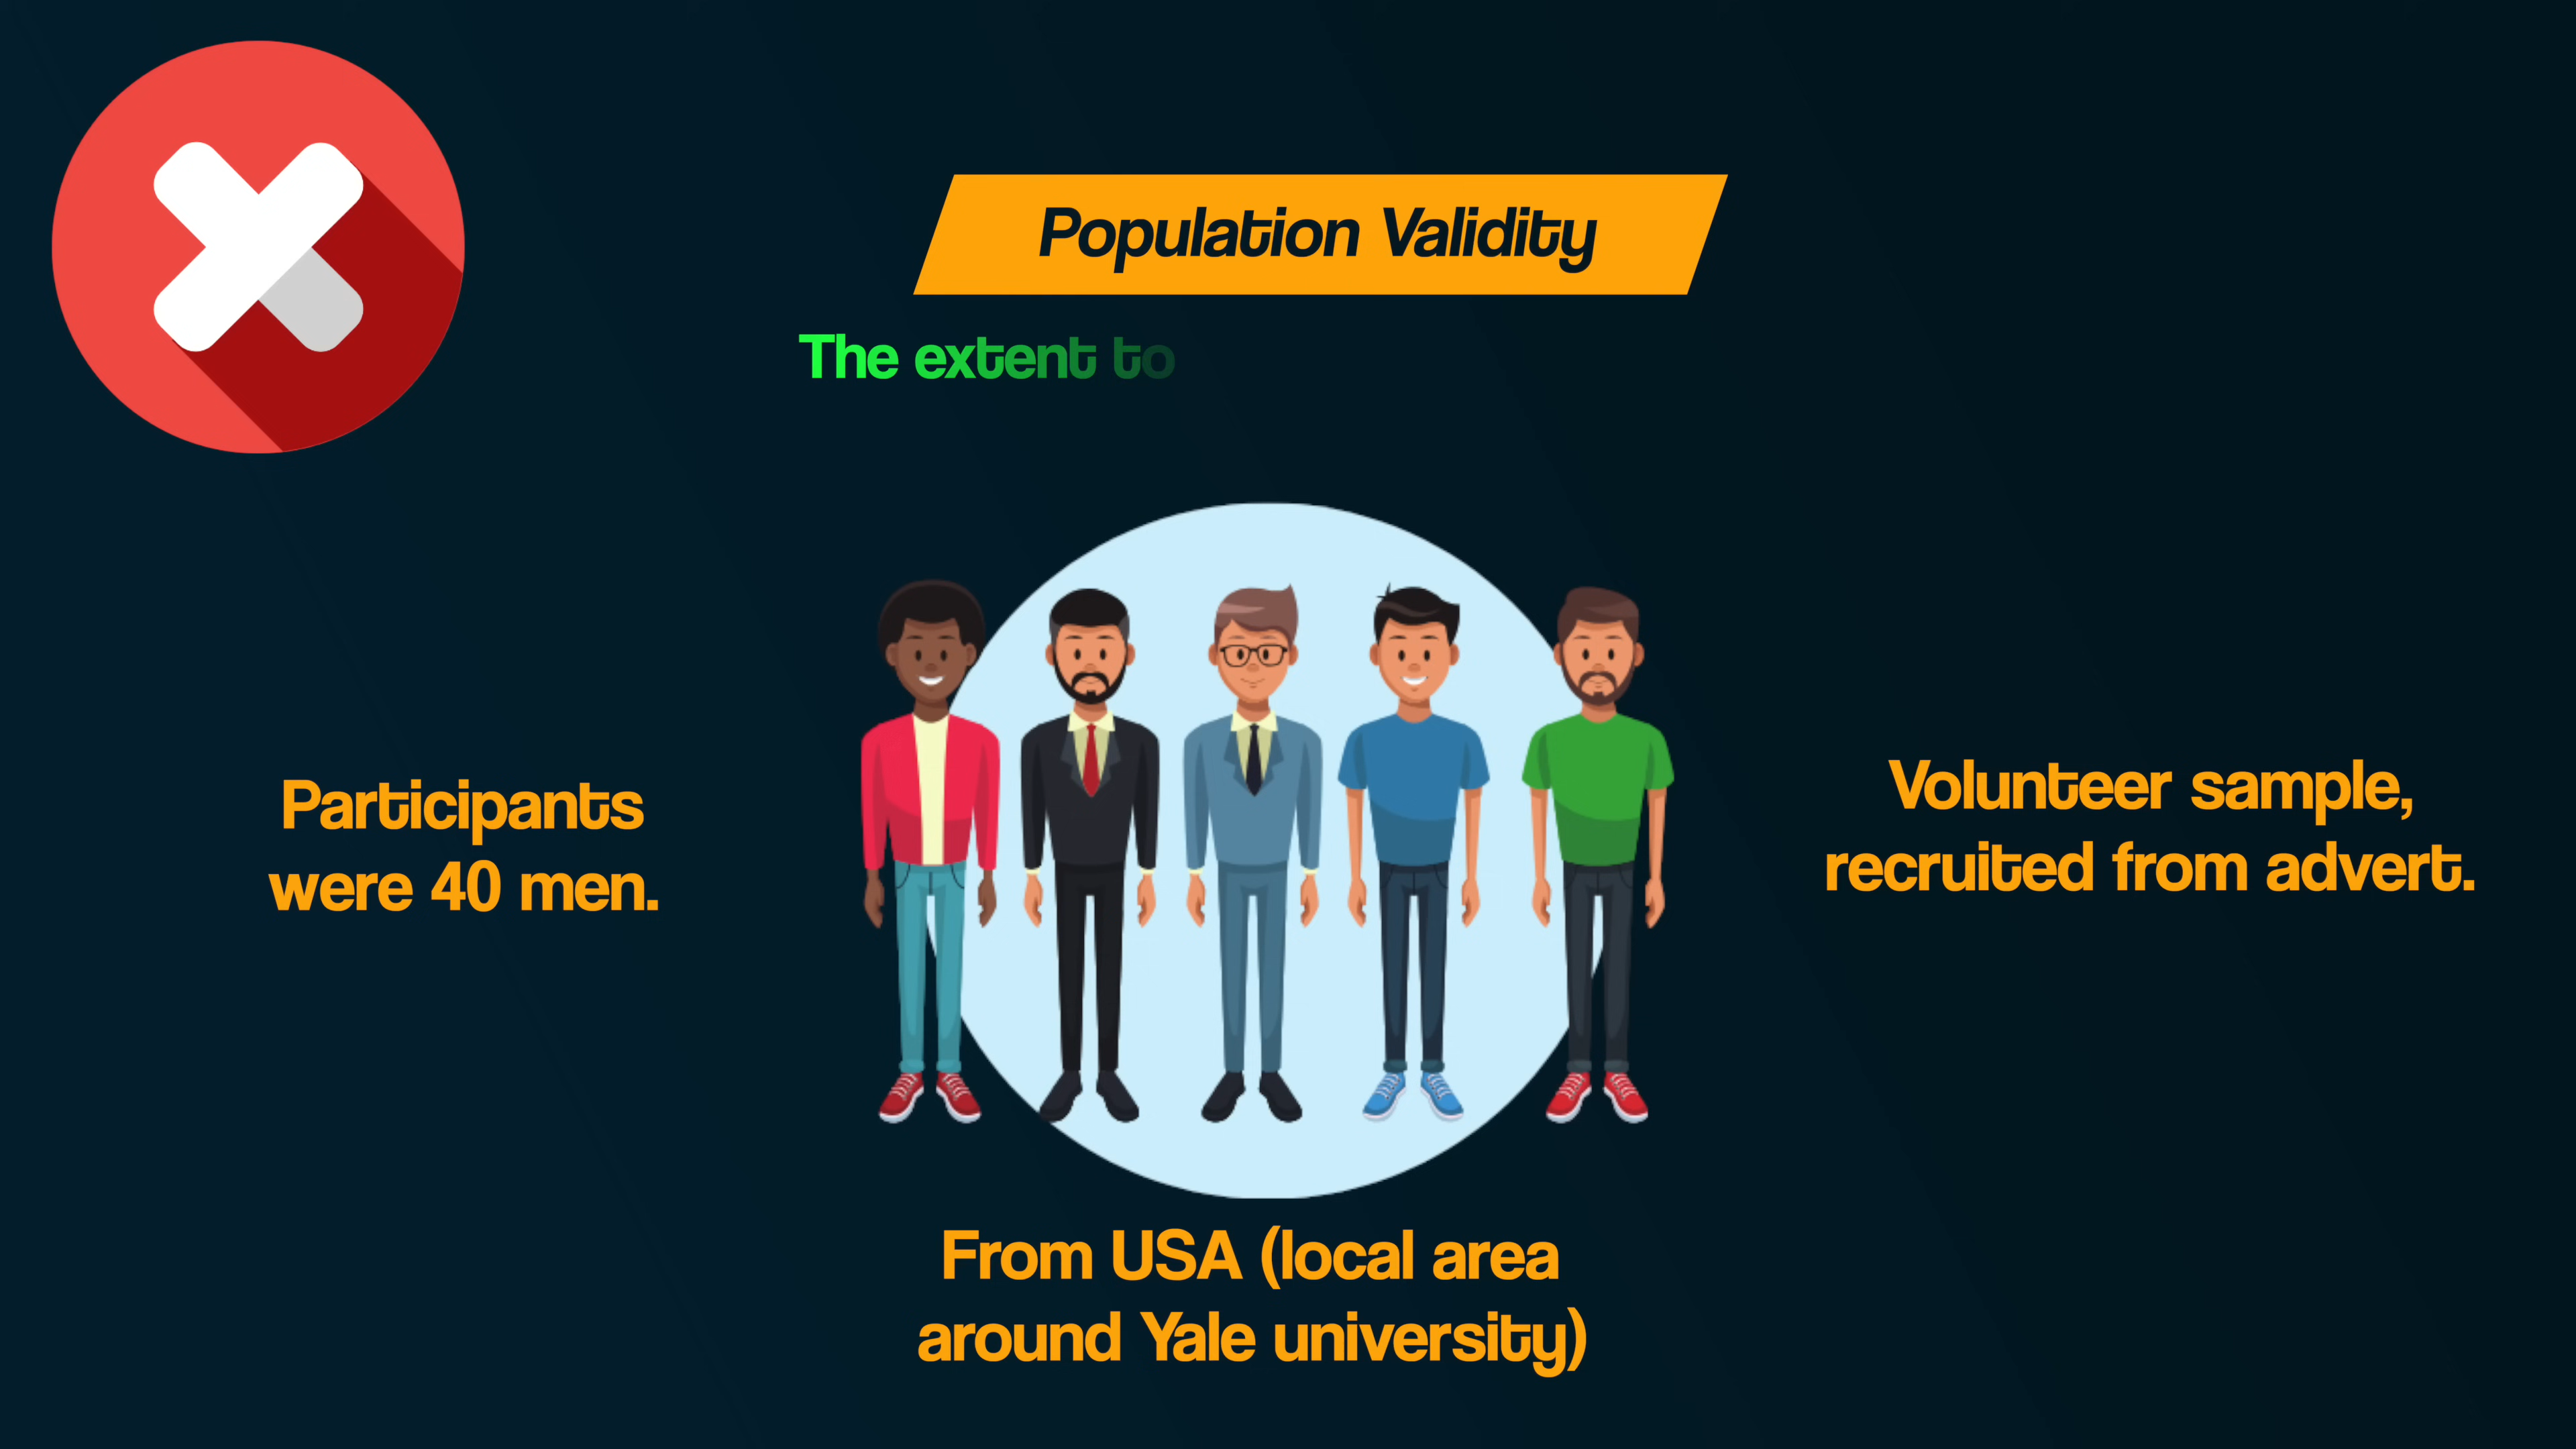 Population Validity
The extent to
Participants
were 40 men.
Volunteer sample,
recruited from advert.
From USA (local area
around Yale university)